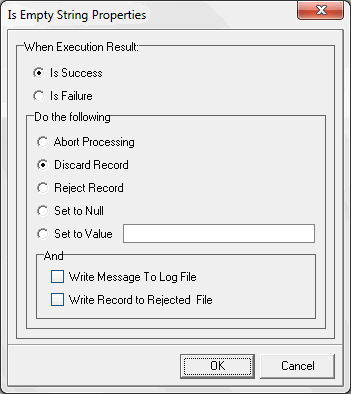 Is Empty String Properties
When Execution Result:
Is Success
Is Failure
Do the following
Abort Processing
Discard Record
Reject Record
Set to Null
Set to Value
And
Write Message To Log File
Write Record to Rejected File
OK Cancel